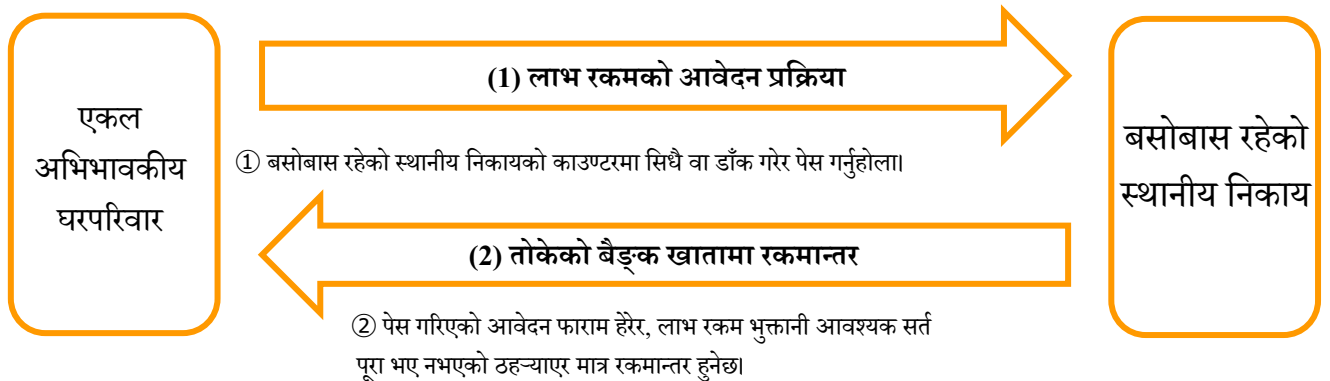 एकल
अभिभावकीय
घरपरिवार
(1) लाभ रकमको आवेदन प्रक्रिया
① बसोबास रहेको स्थानीय निकायको काउण्टरमा सिधै वा डाँक गरेर पेस गर्नुहोला।
बसोबास रहेको
स्थानीय निकाय
(2) तोकेको बैङ्क खातामा रकमान्तर
② पेस गरिएको आवेदन फाराम हेरेर, लाभ रकम भुक्तानी आवश्यक सर्त
पूरा भए नभएको ठहर्‍याएर मात्र रकमान्तर हुनेछ।